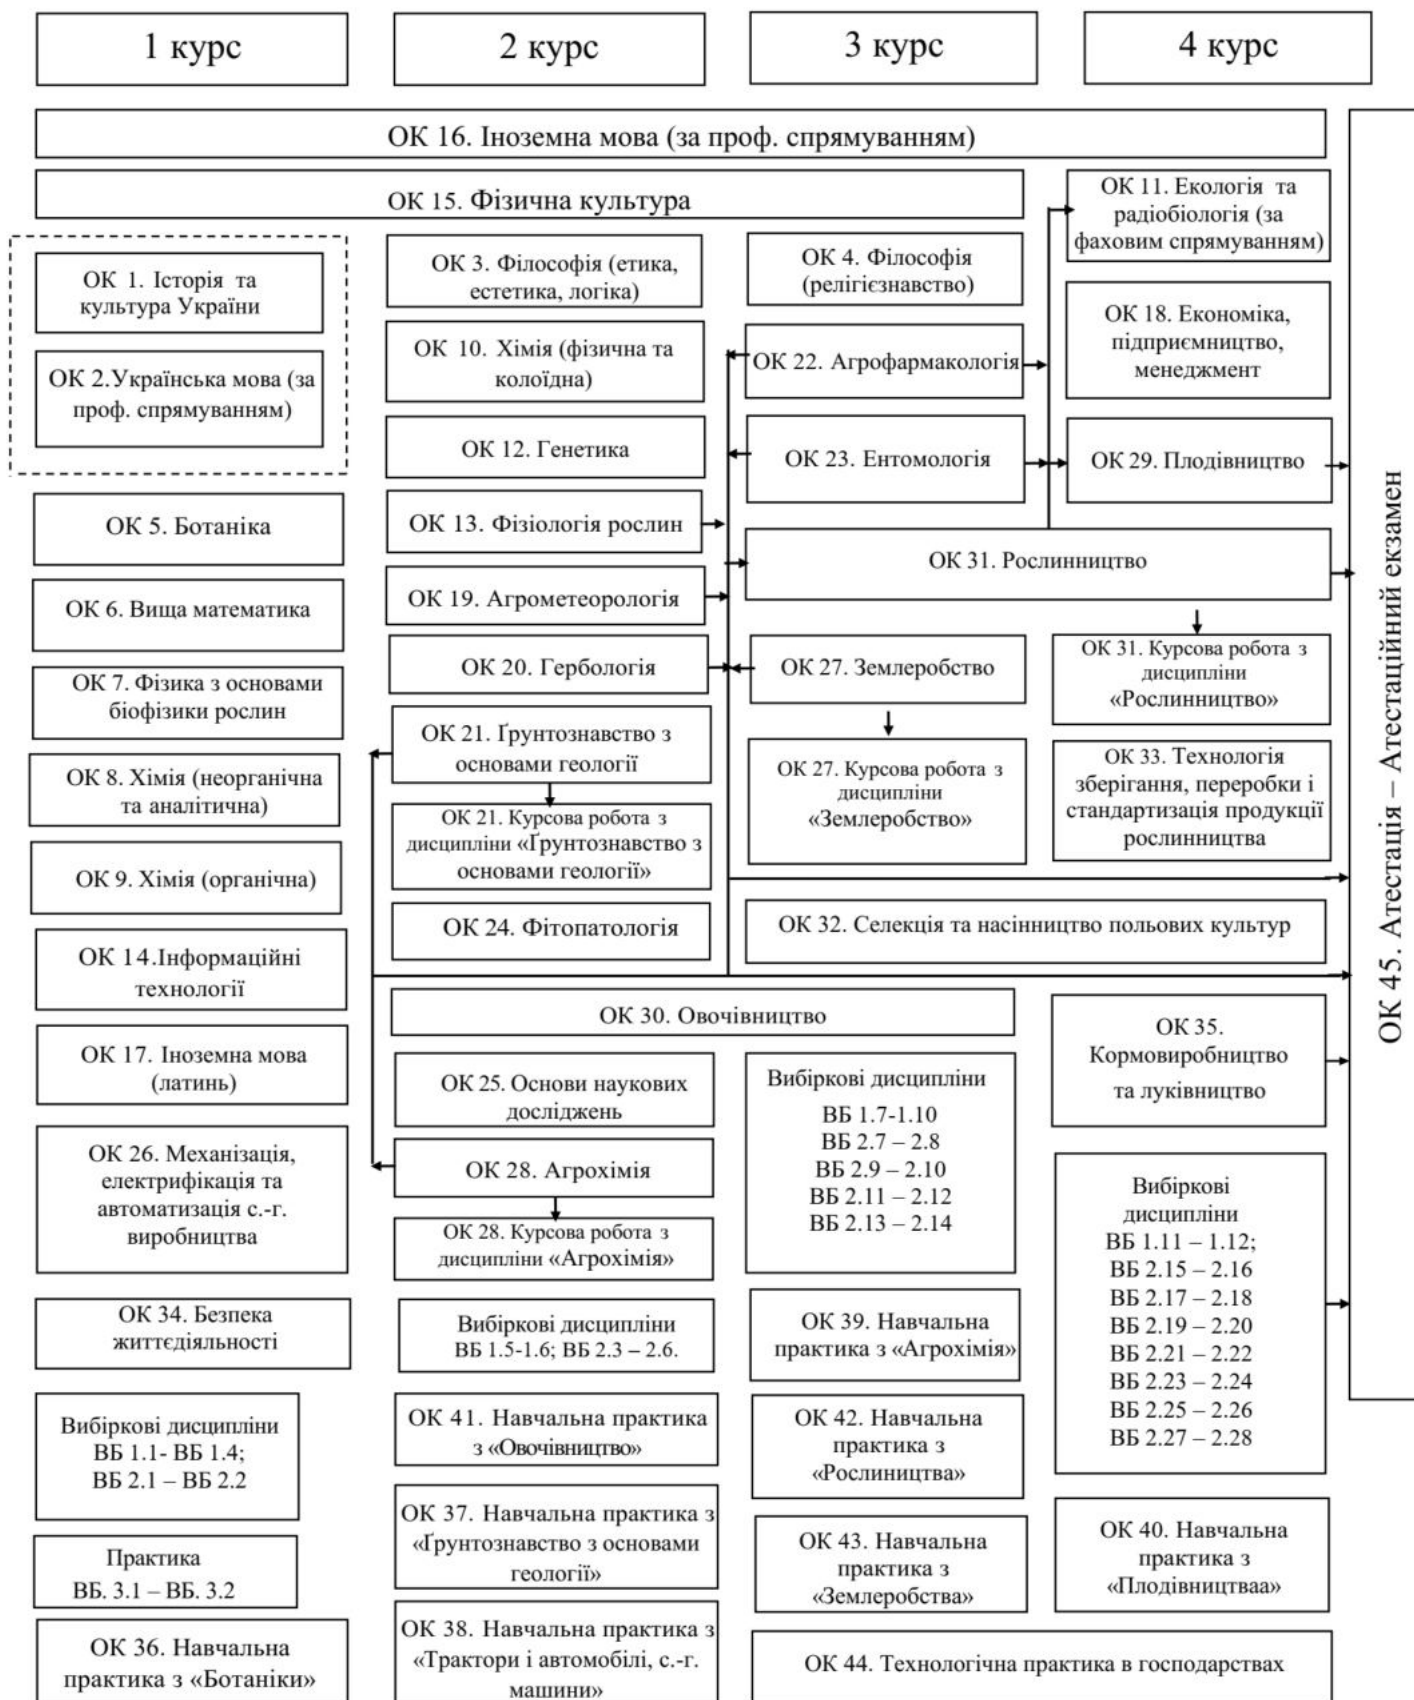 1 курс
2 курс
3 курс
4 курс
ОК 16. Іноземна мова (за проф. спрямуванням)
ОК 15. Фізична культура
ОК 1. Історія та
культура України
ОК 2.Українська мова (за
проф. спрямуванням)
ОК 5. Ботаніка
ОК 6. Вища математика
ОК 7. Фізика з основами
біофізики рослин
ОК 8. Хімія (неорганічна
та аналітична)
ОК 9. Хімія (органічна)
ОК 14.Інформаційні
технології
ОК 17. Іноземна мова
(латинь)
ОК 26. Механізація,
електрифікація та
автоматизація с.-г.
виробництва
ОК 34. Безпека
життєдіяльності
Вибіркові дисципліни
ВБ 1.1- ВБ 1.4;
ВБ 2.1 – ВБ 2.2
Практика
ВБ. 3.1 – ВБ. 3.2
ОК 36. Навчальна
практика з «Ботаніки»
ОК 3. Філософія (етика,
естетика, логіка)
ОК 10. Хімія (фізична та
колоїдна)
ОК 12. Генетика
ОК 13. Фізіологія рослин
ОК 19. Агрометеорологія
ОК 20. Гербологія
ОК 21. Ґрунтознавство з
основами геології
ОК 21. Курсова робота з
дисципліни «Ґрунтознавство з
основами геології»
ОК 24. Фітопатологія
ОК 30. Овочівництво
ОК 25. Основи наукових
досліджень
ОК 28. Агрохімія
ОК 28. Курсова робота з
дисципліни «Агрохімія»
Вибіркові дисципліни
ВБ 1.5-1.6; ВБ 2.3 – 2.6.
ОК 41. Навчальна практика
з «Овочівництво»
ОК 37. Навчальна практика з
«Ґрунтознавство з основами
геології»
ОК 38. Навчальна практика з
«Трактори і автомобілі, с.-г.
машини»
ОК 4. Філософія
(релігієзнавство)
ОК 22. Агрофармакологія
ОК 23. Ентомологія
ОК 31. Рослинництво
ОК 27. Землеробство
ОК 27. Курсова робота з
дисципліни
«Землеробство»
ОК 32. Селекція та насінництво польових культур
Вибіркові дисципліни
ВБ 1.7-1.10
ВБ 2.7 – 2.8
ВБ 2.9 – 2.10
ВБ 2.11 – 2.12
ВБ 2.13 – 2.14
ОК 39. Навчальна
практика з «Агрохімія»
ОК 42. Навчальна
практика з
«Рослиництва»
ОК 43. Навчальна
практика з
«Землеробства»
ОК 44. Технологічна практика в господарствах
ОК 11. Екологія та
радіобіологія (за
фаховим спрямуванням)
ОК 18. Економіка,
підприємництво,
менеджмент
ОК 29. Плодівництво
ОК 31. Курсова робота з
дисципліни
«Рослинництво»
ОК 33. Технологія
зберігання, переробки і
стандартизація продукції
рослинництва
ОК 35.
Кормовиробництво
та луківництво
Вибіркові
дисципліни
ВБ 1.11 – 1.12;
ВБ 2.15 – 2.16
ВБ 2.17 – 2.18
ВБ 2.19 – 2.20
ВБ 2.21 – 2.22
ВБ 2.23 – 2.24
ВБ 2.25 – 2.26
ВБ 2.27 – 2.28
ОК 40. Навчальна
практика з
«Плодівництваа»
ОК 45. Атестація – Атестаційний екзамен